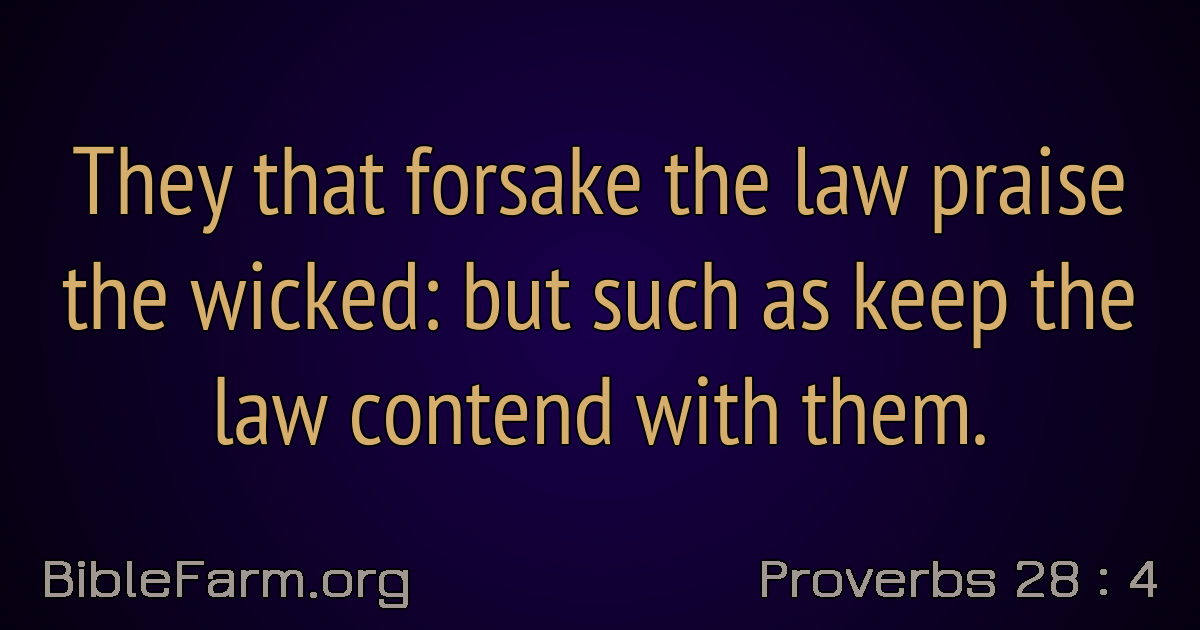 They that forsake the law praise
the wicked: but such as keep the
law contend with them.
BibleFarm.org
Proverbs 28 : 4